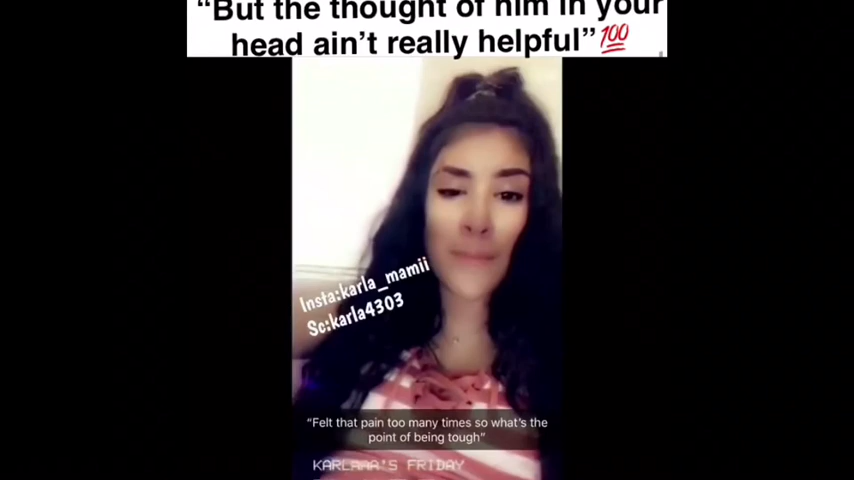 “But the thought of him in your
head ain't really helpful”💯
Insta:karla_mamii
Sc:karla4303
“Felt that pain too many times so what's the
point of being tough”
KARLAAA'S FRIDAY